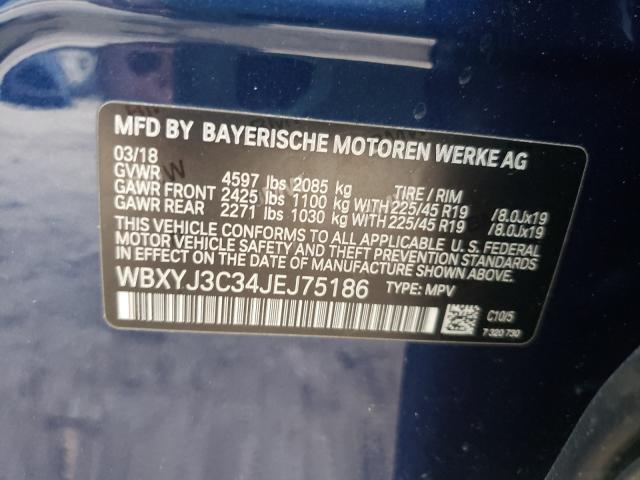 MFD BY BAYERISCHE MOTOREN WERKE AG
03/18
GVWR 4597 lbs 2085 kg TIRE / RIM
GAWR FRONT 2425 lbs 1100 kg WITH 225/45 R19 /8.0Jx19
GAWR REAR 2271 lbs 1030 kg WITH 225/45 R19 /8.0Jx19
THIS VEHICLE CONFORMS TO ALL APPLICABLE U. S. FEDERAL
MOTOR VEHICLE SAFETY AND THEFT PREVENTION STANDARDS
IN EFFECT ON THE DATE OF MANUFACTURE SHOWN ABOVE.
WBXYJ3C34JEJ75186 TYPE: MPV
C10/5
7 320 730